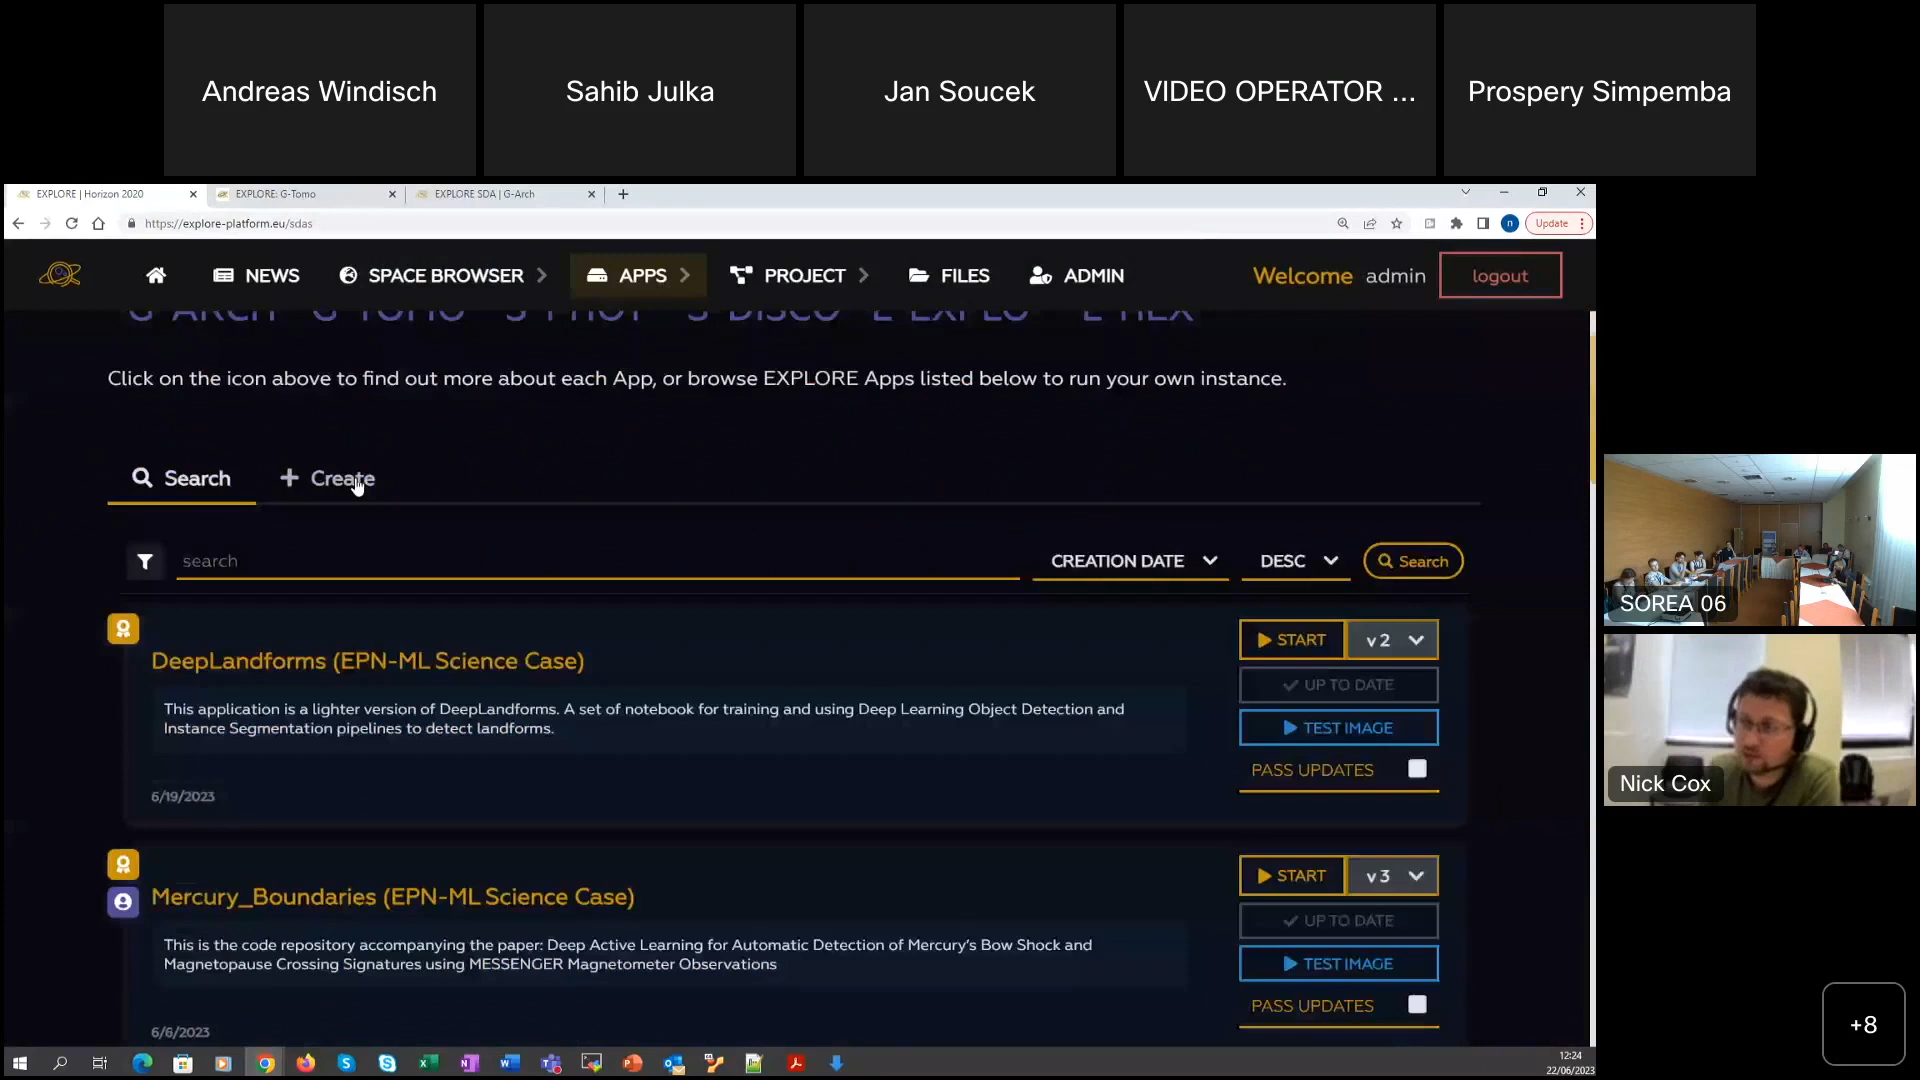 Andreas Windisch
Sahib Julka
Jan Soucek
VIDEO OPERATOR ...
Prospery Simpemba
EXPLORE | Horizon 2020
EXPLORE: G-Tomo
EXPLORE SDA | G-Arch
https://explore-platform.eu/sdas
n
Update
NEWS
SPACE BROWSER
APPS
PROJECT
FILES
ADMIN
Welcome admin
logout
G-ARCH G-TOMO S-PHOT S-DISCO L-EXPLO L-HEX
Click on the icon above to find out more about each App, or browse EXPLORE Apps listed below to run your own instance.
Search
Create
search
CREATION DATE
DESC
Search
DeepLandforms (EPN-ML Science Case)
This application is a lighter version of DeepLandforms. A set of notebook for training and using Deep Learning Object Detection and
Instance Segmentation pipelines to detect landforms.
6/19/2023
START
v 2
UP TO DATE
TEST IMAGE
PASS UPDATES
Mercury_Boundaries (EPN-ML Science Case)
This is the code repository accompanying the paper: Deep Active Learning for Automatic Detection of Mercury's Bow Shock and
Magnetopause Crossing Signatures using MESSENGER Magnetometer Observations
6/6/2023
START
v 3
UP TO DATE
TEST IMAGE
PASS UPDATES
SOREA 06
Nick Cox
+8
12:24
22/06/2023